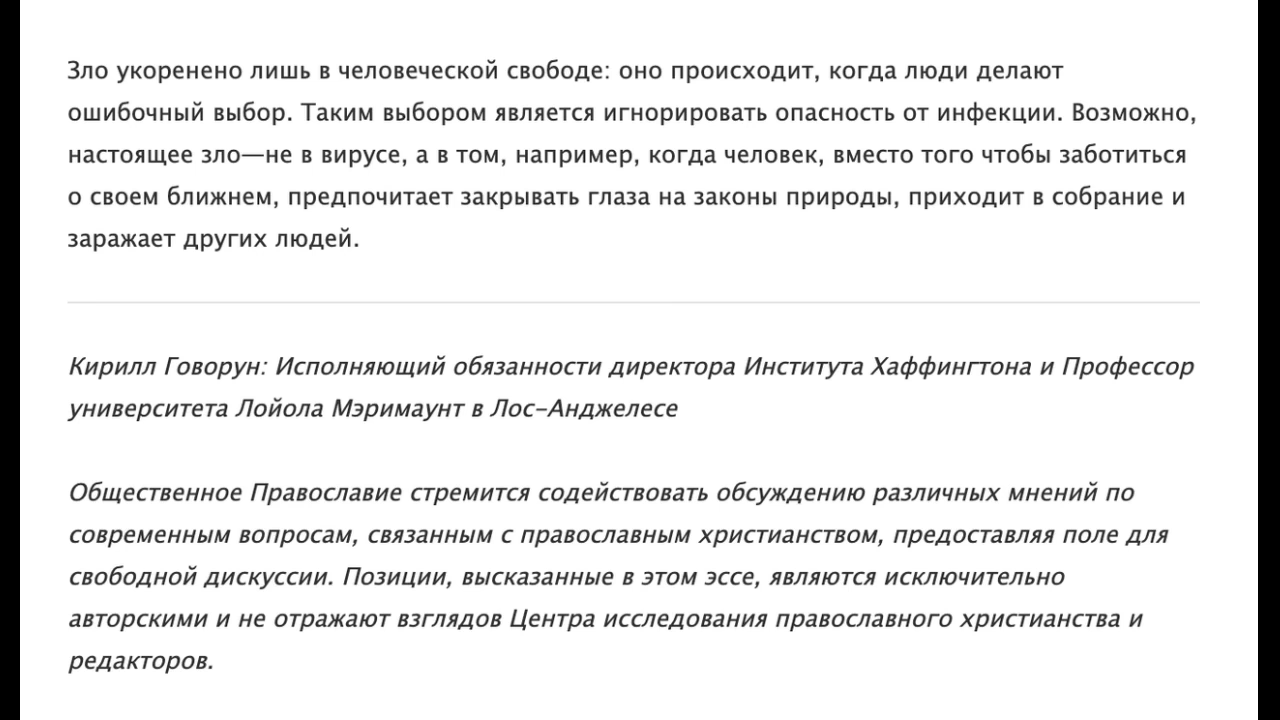 Зло укоренено лишь в человеческой свободе: оно происходит, когда люди делают
ошибочный выбор. Таким выбором является игнорировать опасность от инфекции. Возможно,
настоящее зло—не в вирусе, а в том, например, когда человек, вместо того чтобы заботиться
о своем ближнем, предпочитает закрывать глаза на законы природы, приходит в собрание и
заражает других людей.
Кирилл Говорун: Исполняющий обязанности директора Института Хаффингтона и Профессор
университета Лойола Мэримаунт в Лос–Анджелесе
Общественное Православие стремится содействовать обсуждению различных мнений по
современным вопросам, связанным с православным христианством, предоставляя поле для
свободной дискуссии. Позиции, высказанные в этом эссе, являются исключительно
авторскими и не отражают взглядов Центра исследования православного христианства и
редакторов.